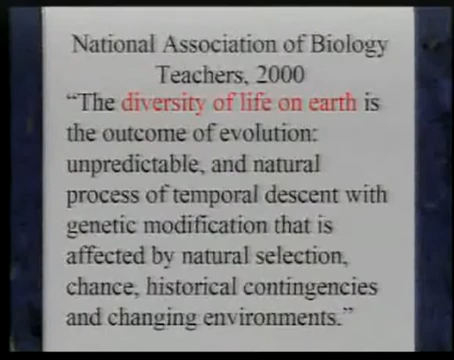 National Association of Biology
Teachers, 2000
“The diversity of life on earth is
the outcome of evolution:
unpredictable, and natural
process of temporal descent with
genetic modification that is
affected by natural selection,
chance, historical contingencies
and changing environments.”